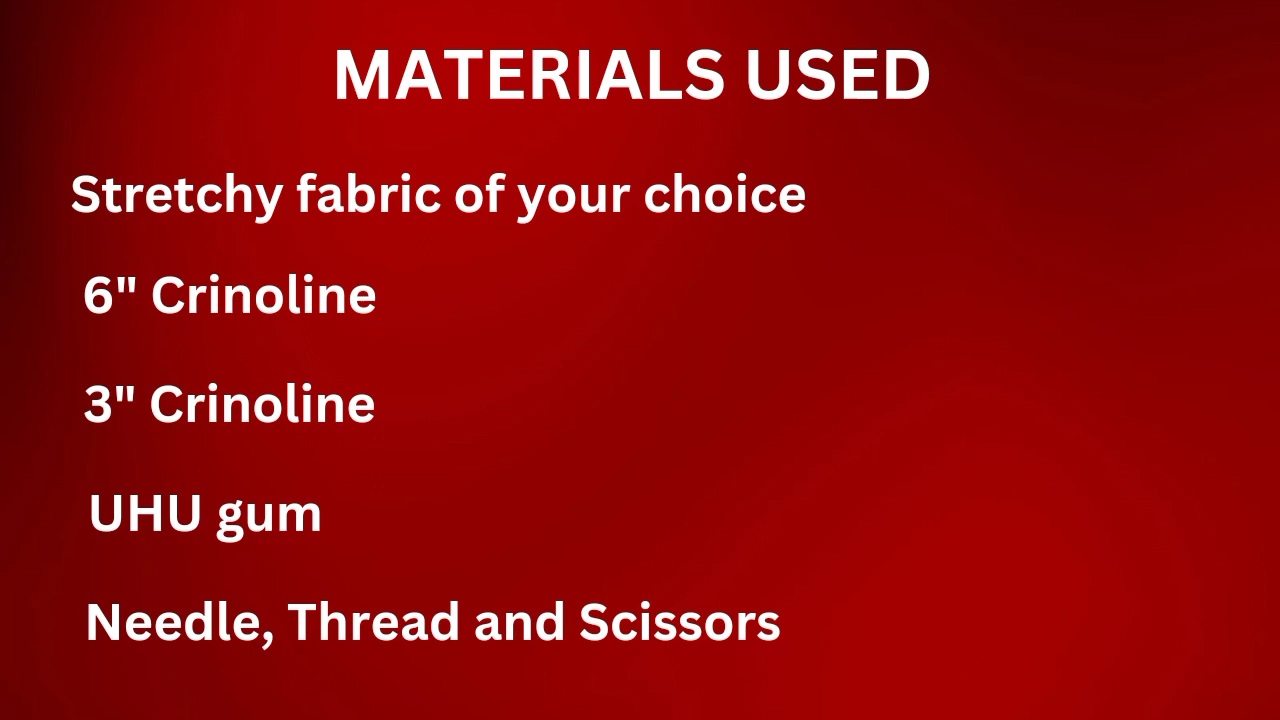 MATERIALS USED
Stretchy fabric of your choice
6" Crinoline
3" Crinoline
UHU gum
Needle, Thread and Scissors